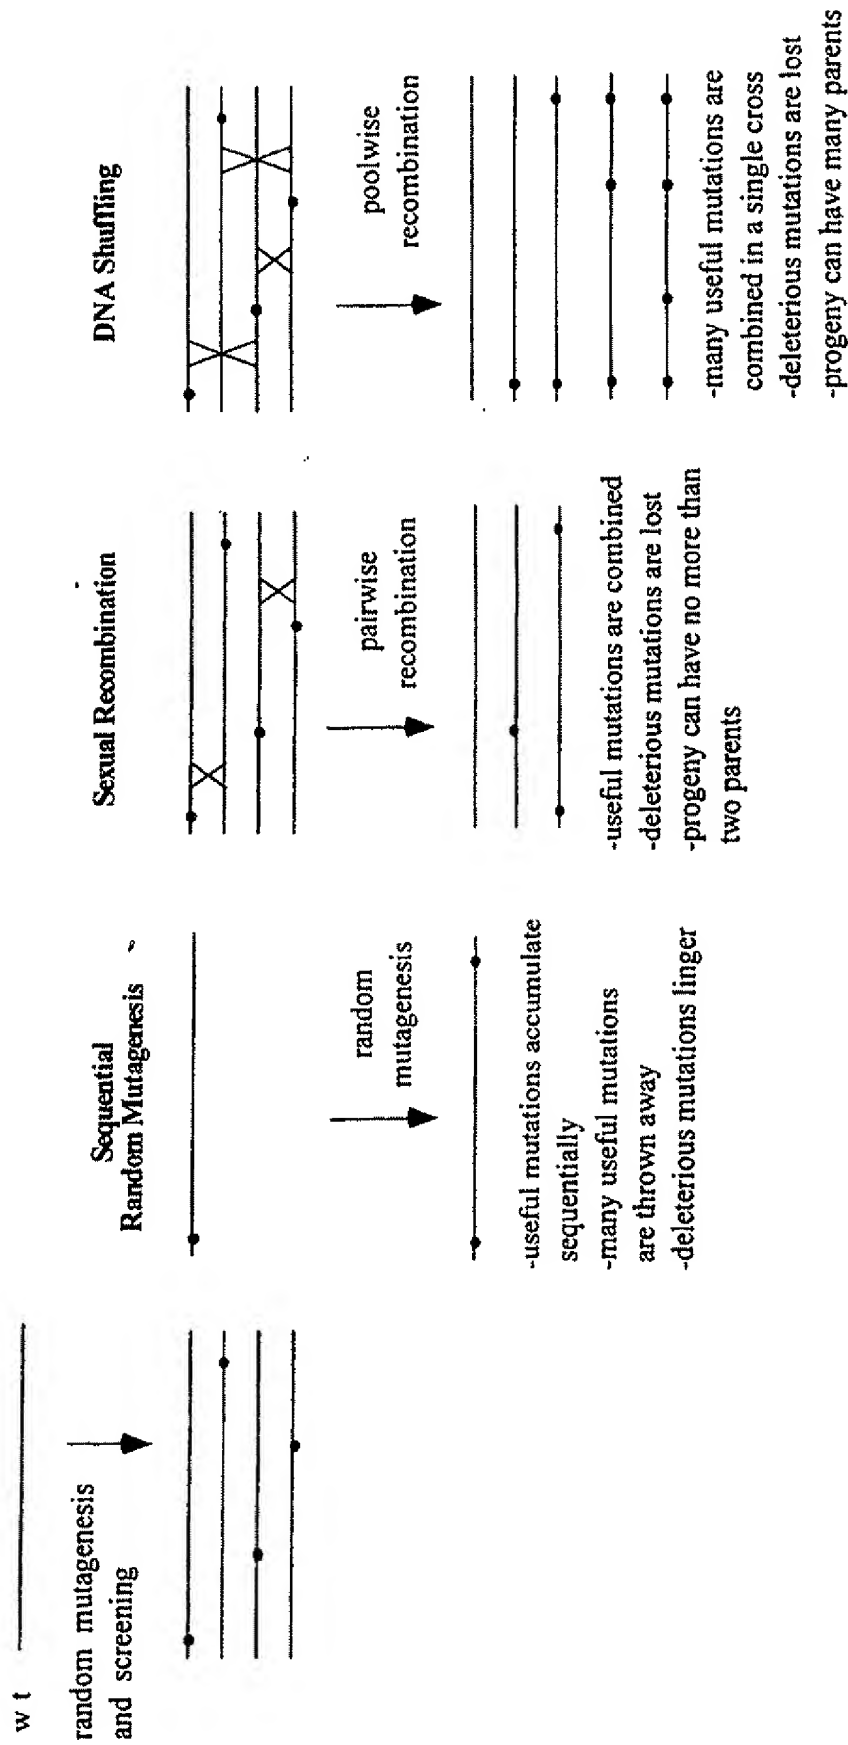 w t
random mutagenesis
and screening
Sequential
Random Mutagenesis
random
mutagenesis
-useful mutations accumulate
sequentially
-many useful mutations
are thrown away
-deleterious mutations linger
Sexual Recombination
pairwise
recombination
-useful mutations are combined
-deleterious mutations are lost
-progeny can have no more than
two parents
DNA Shuffling
poolwise
recombination
-many useful mutations are
combined in a single cross
-deleterious mutations are lost
-progeny can have many parents